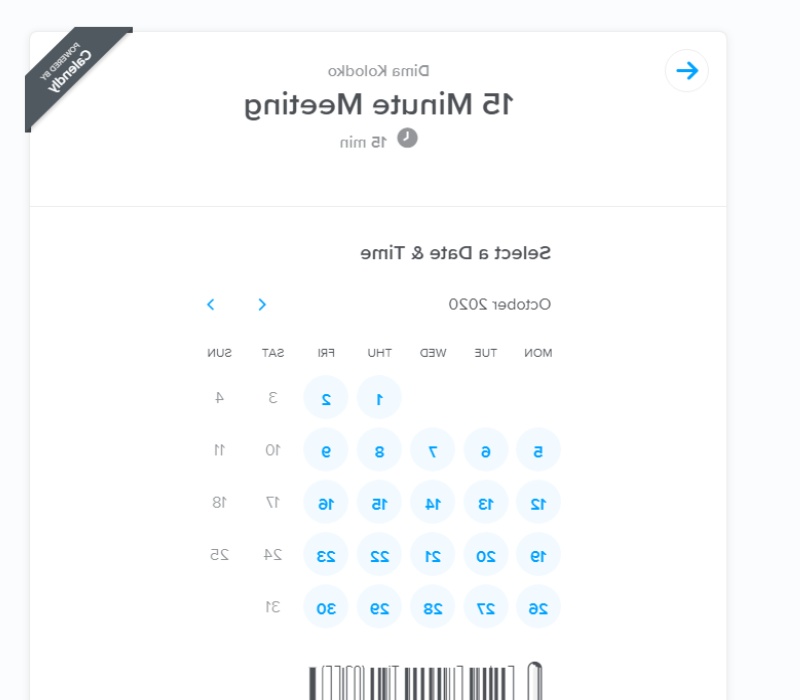 POWERED BY
Calendly
Dima Kolodko
15 Minute Meeting
15 min
Select a Date & Time
October 2020
MON TUE WED THU FRI SAT SUN
1 2 3 4
5 6 7 8 9 10 11
12 13 14 15 16 17 18
19 20 21 22 23 24 25
26 27 28 29 30 31